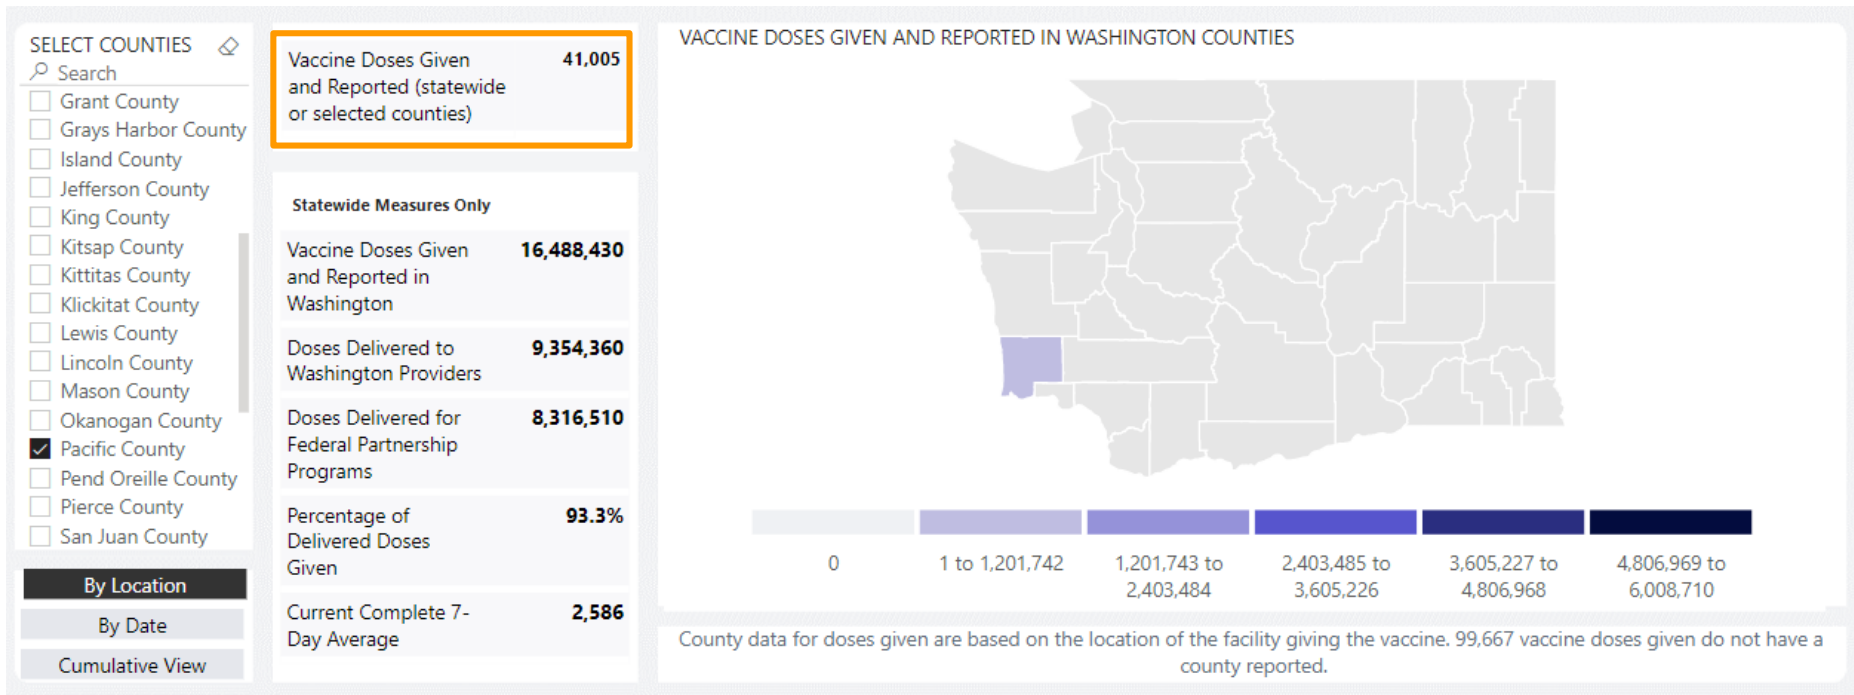 SELECT COUNTIES
Search
Grant County
Grays Harbor County
Island County
Jefferson County
King County
Kitsap County
Kittitas County
Klickitat County
Lewis County
Lincoln County
Mason County
Okanogan County
Pacific County
Pend Oreille County
Pierce County
San Juan County
By Location
By Date
Cumulative View
Vaccine Doses Given 41,005
and Reported (statewide
or selected counties)
Statewide Measures Only
Vaccine Doses Given 16,488,430
and Reported in
Washington
Doses Delivered to 9,354,360
Washington Providers
Doses Delivered for 8,316,510
Federal Partnership
Programs
Percentage of 93.3%
Delivered Doses
Given
Current Complete 7- 2,586
Day Average
VACCINE DOSES GIVEN AND REPORTED IN WASHINGTON COUNTIES
0
1 to 1,201,742
1,201,743 to
2,403,484
2,403,485 to
3,605,226
3,605,227 to
4,806,968
4,806,969 to
6,008,710
County data for doses given are based on the location of the facility giving the vaccine. 99,667 vaccine doses given do not have a
county reported.